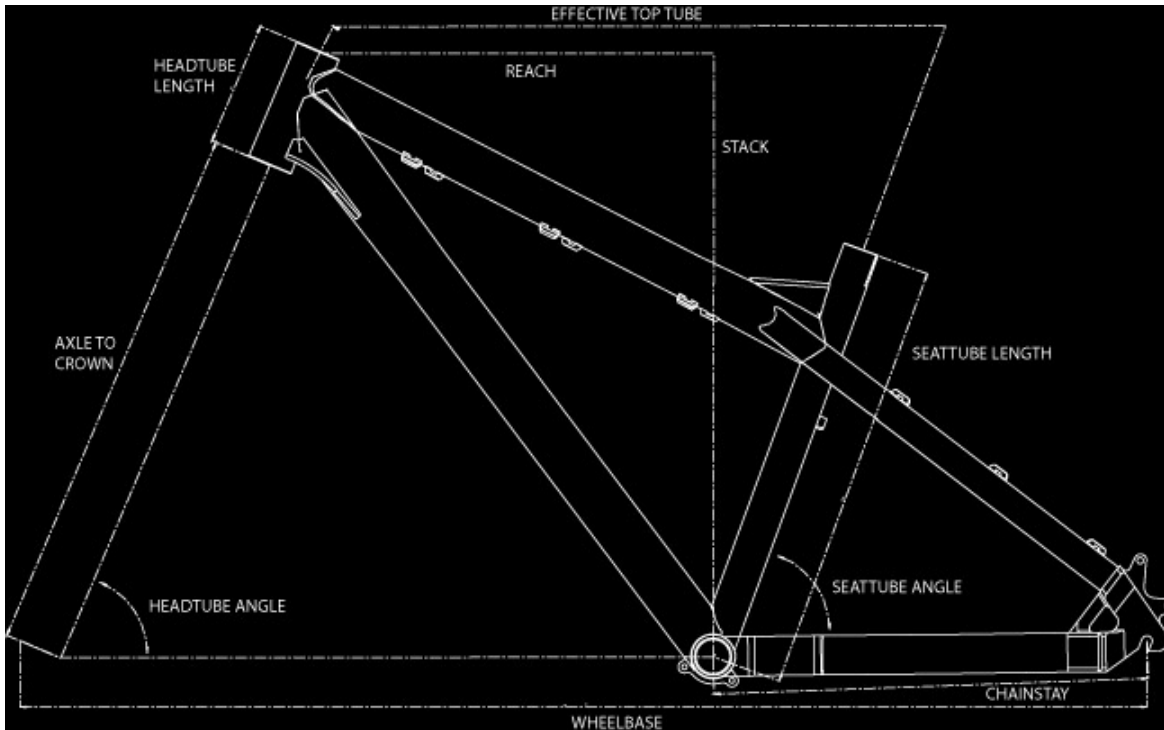 EFFECTIVE TOP TUBE
HEADTUBE
LENGTH
REACH
STACK
AXLE TO
CROWN
SEATTUBE LENGTH
HEADTUBE ANGLE
SEATTUBE ANGLE
CHAINSTAY
WHEELBASE